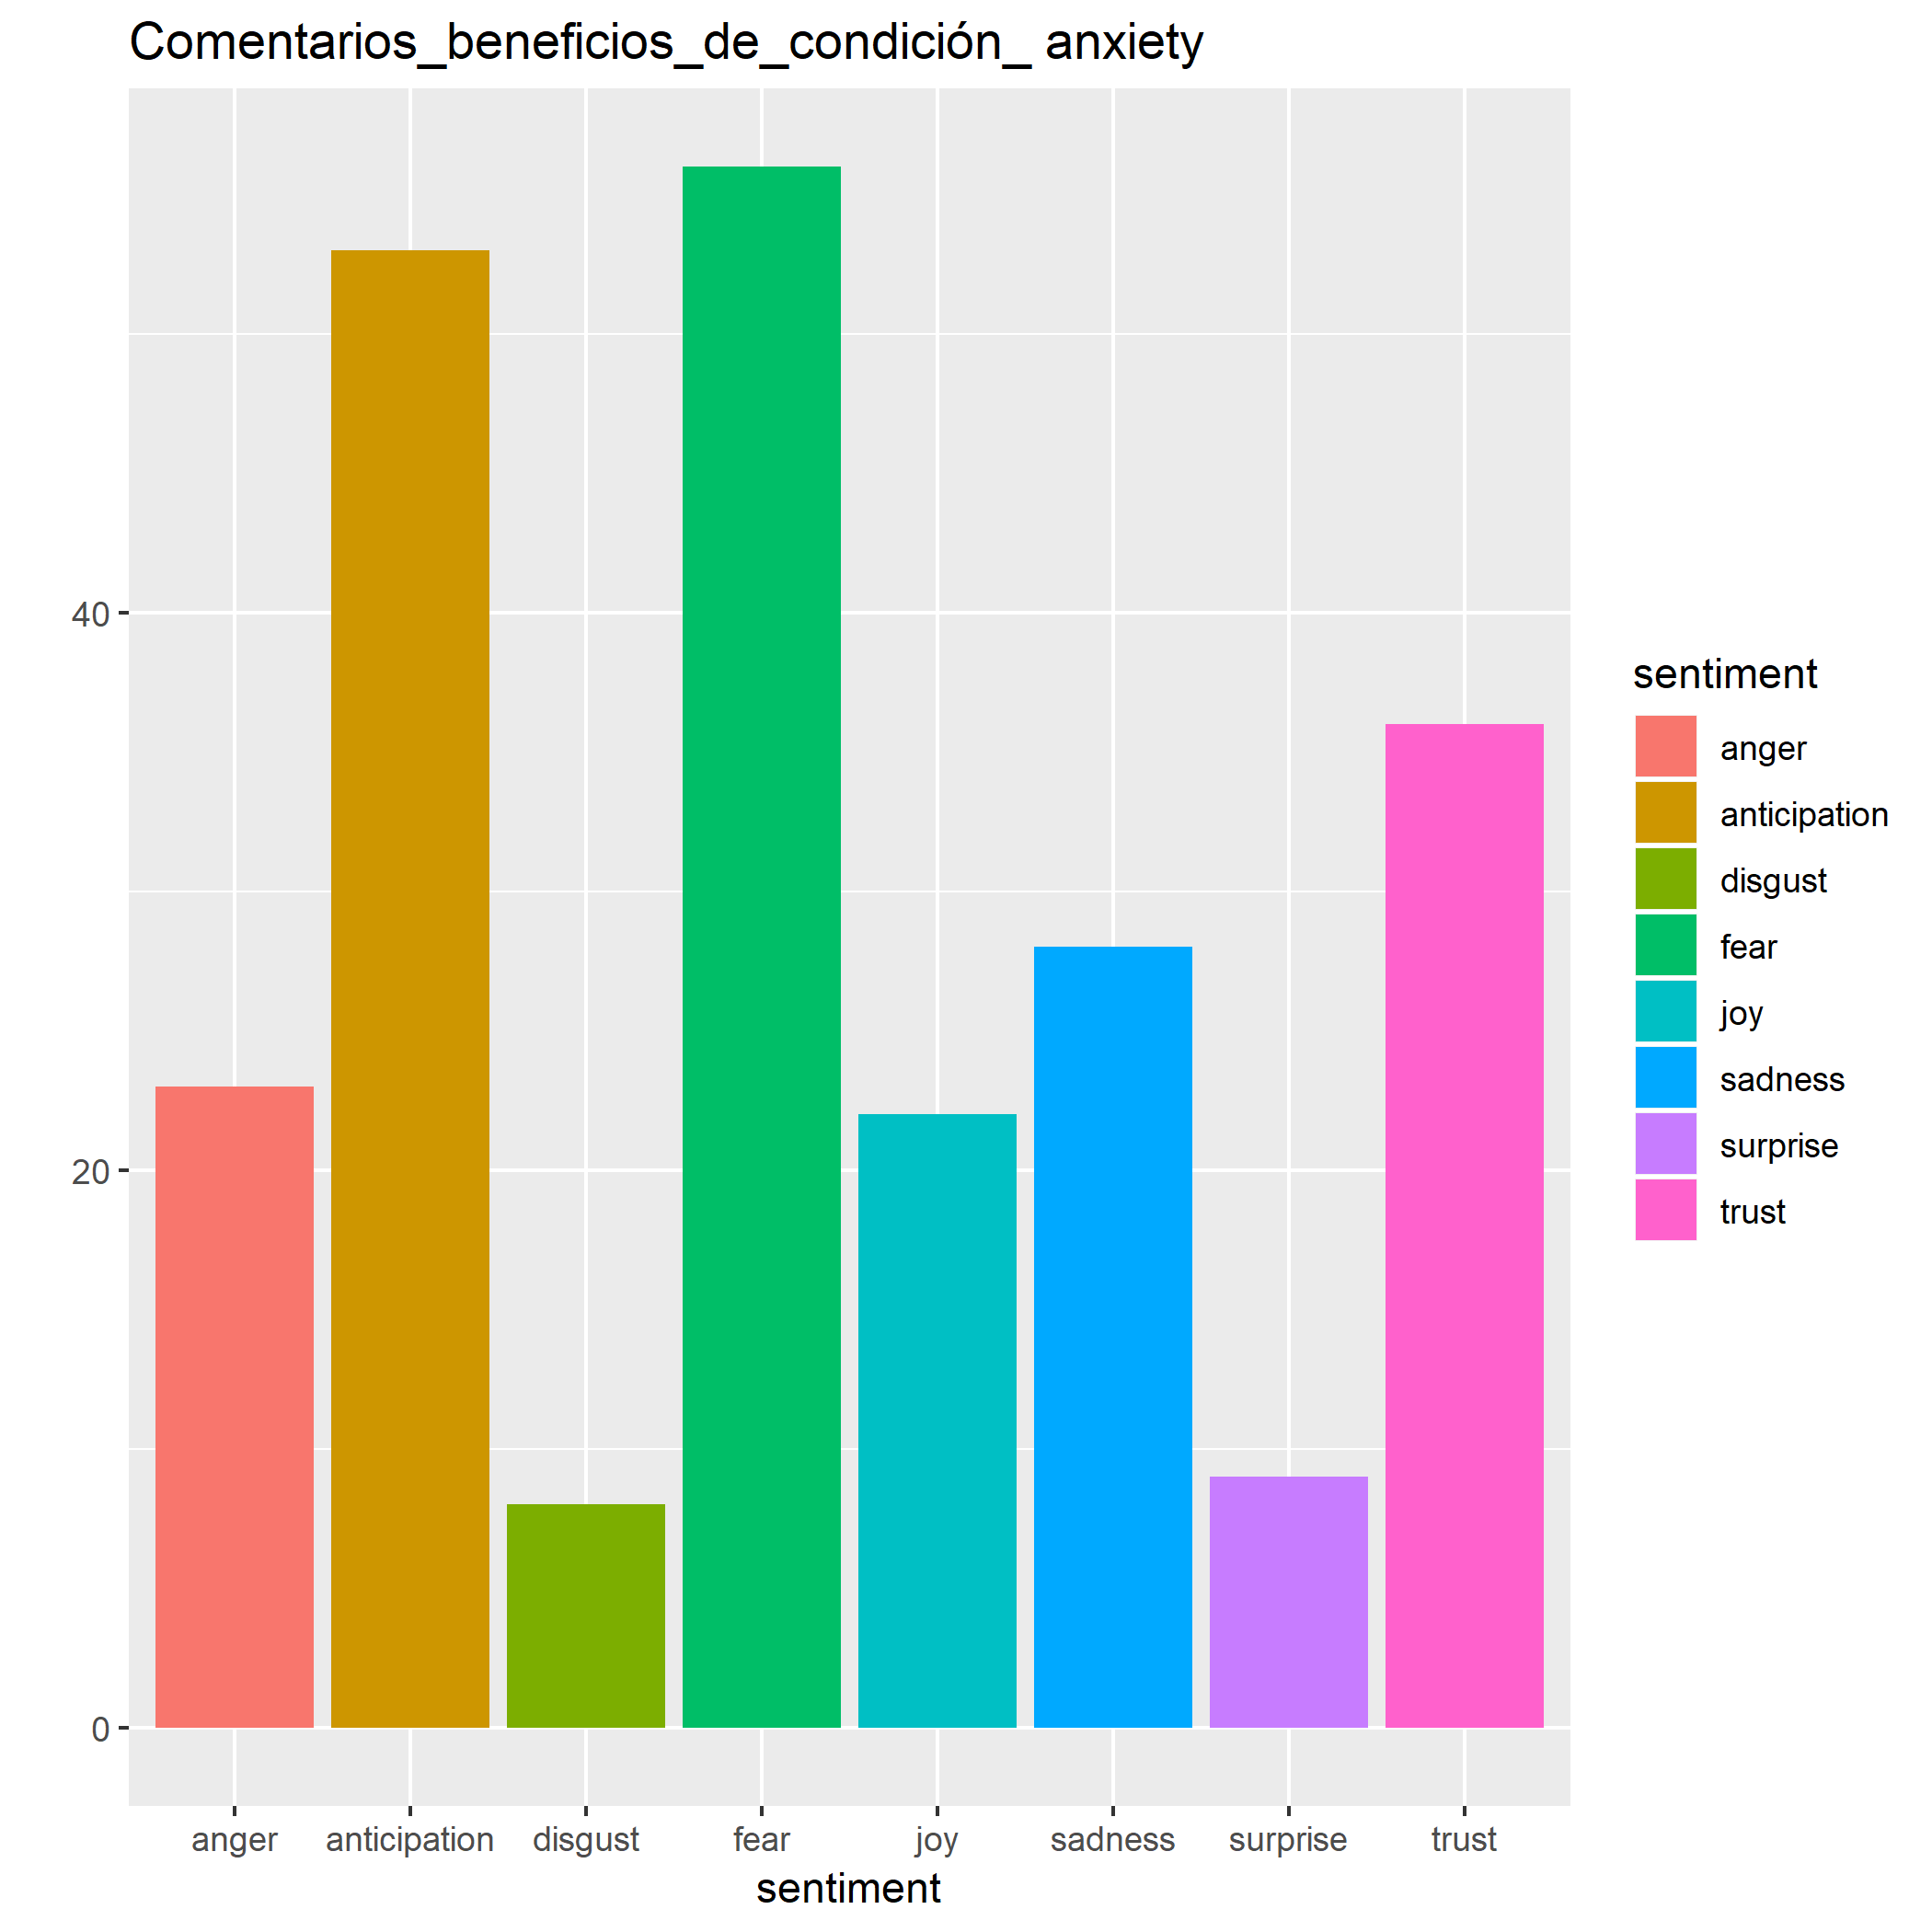 Comentarios_beneficios_de_condición_ anxiety
40
20
0
anger anticipation disgust fear joy sadness surprise trust
sentiment
sentiment
anger
anticipation
disgust
fear
joy
sadness
surprise
trust